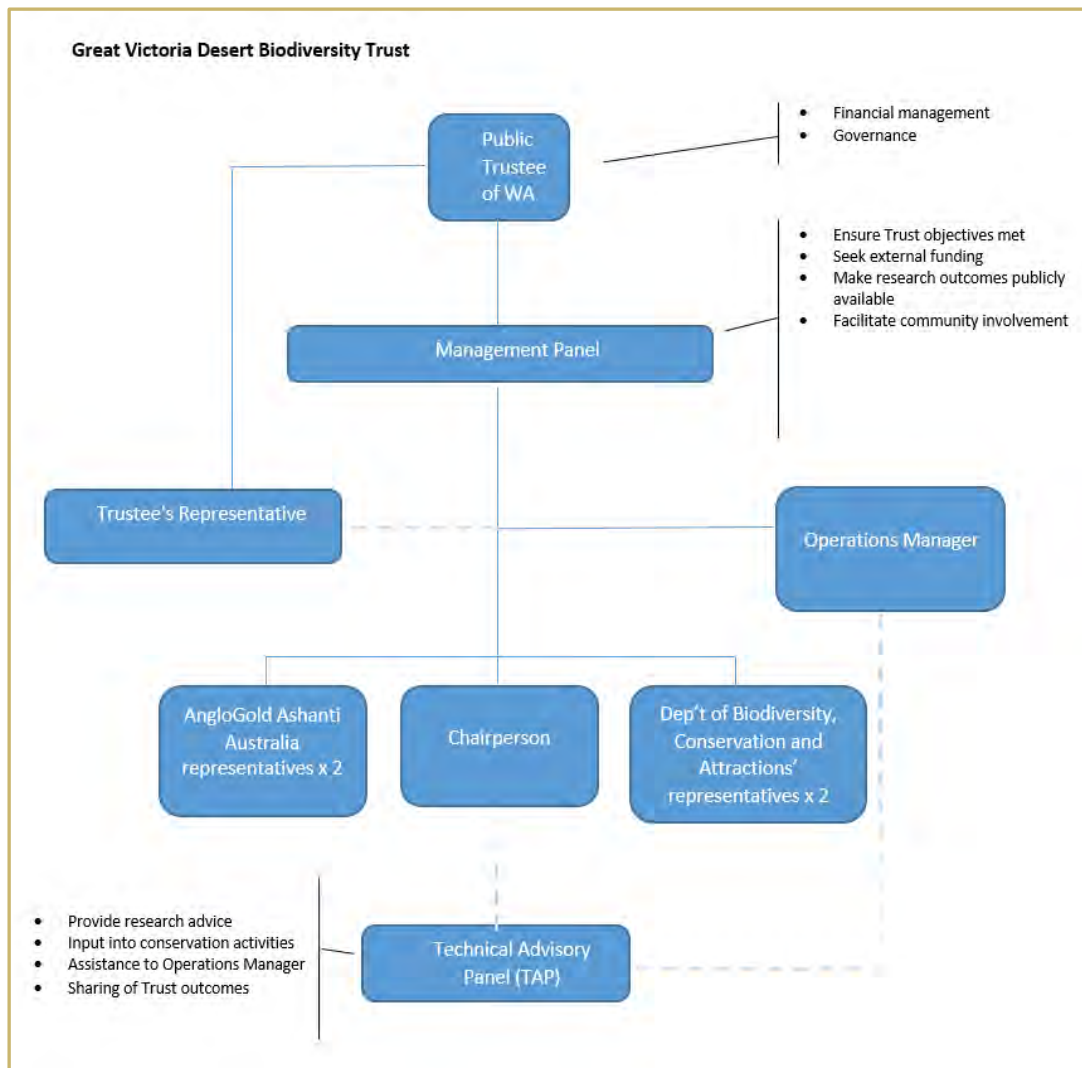 Great Victoria Desert Biodiversity Trust
Public
Trustee
of WA
• Financial management
• Governance
• Ensure Trust objectives met
• Seek external funding
• Make research outcomes publicly
available
• Facilitate community involvement
Management Panel
Trustee's Representative
Operations Manager
AngloGold Ashanti
Australia
representatives x 2
Chairperson
Dep't of Biodiversity,
Conservation and
Attractions'
representatives x 2
• Provide research advice
• Input into conservation activities
• Assistance to Operations Manager
• Sharing of Trust outcomes
Technical Advisory
Panel (TAP)